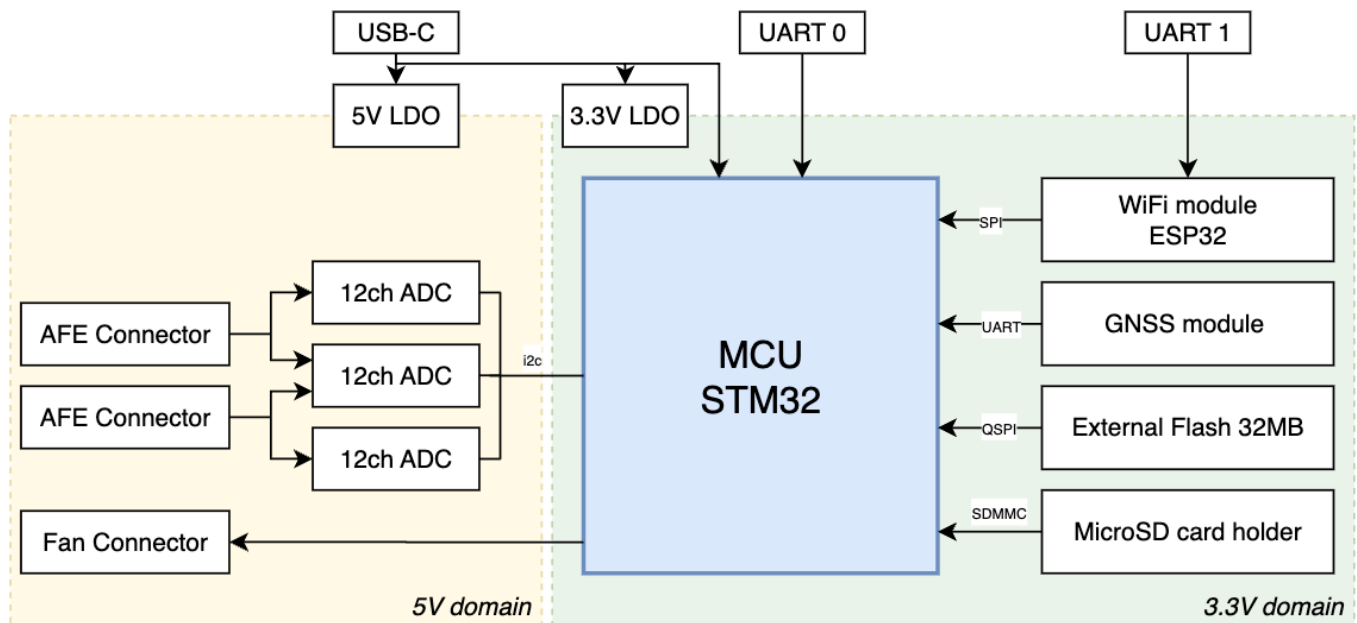 USB-C
UART 0
UART 1
5V LDO
3.3V LDO
WiFi module
ESP32
SPI
12ch ADC
AFE Connector
GNSS module
UART
MCU
STM32
i2c
12ch ADC
AFE Connector
External Flash 32MB
QSPI
12ch ADC
SDMMC
MicroSD card holder
Fan Connector
5V domain
3.3V domain